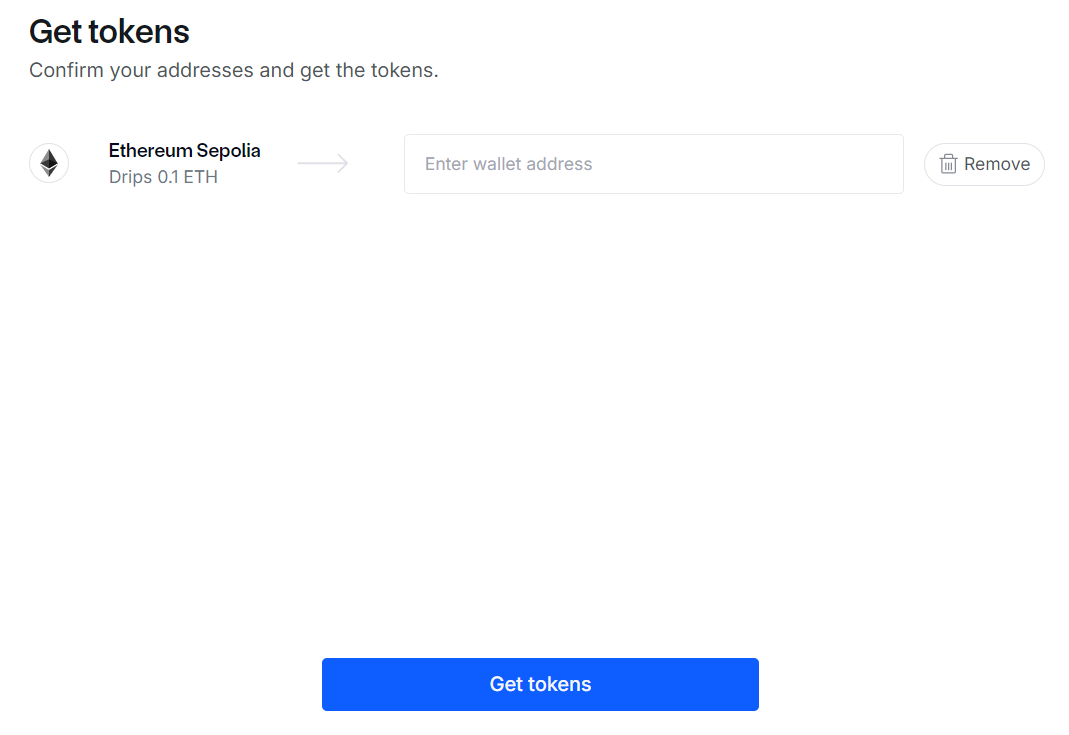 Get tokens
Confirm your addresses and get the tokens.
Ethereum Sepolia
Drips 0.1 ETH
Enter wallet address
Remove
Get tokens